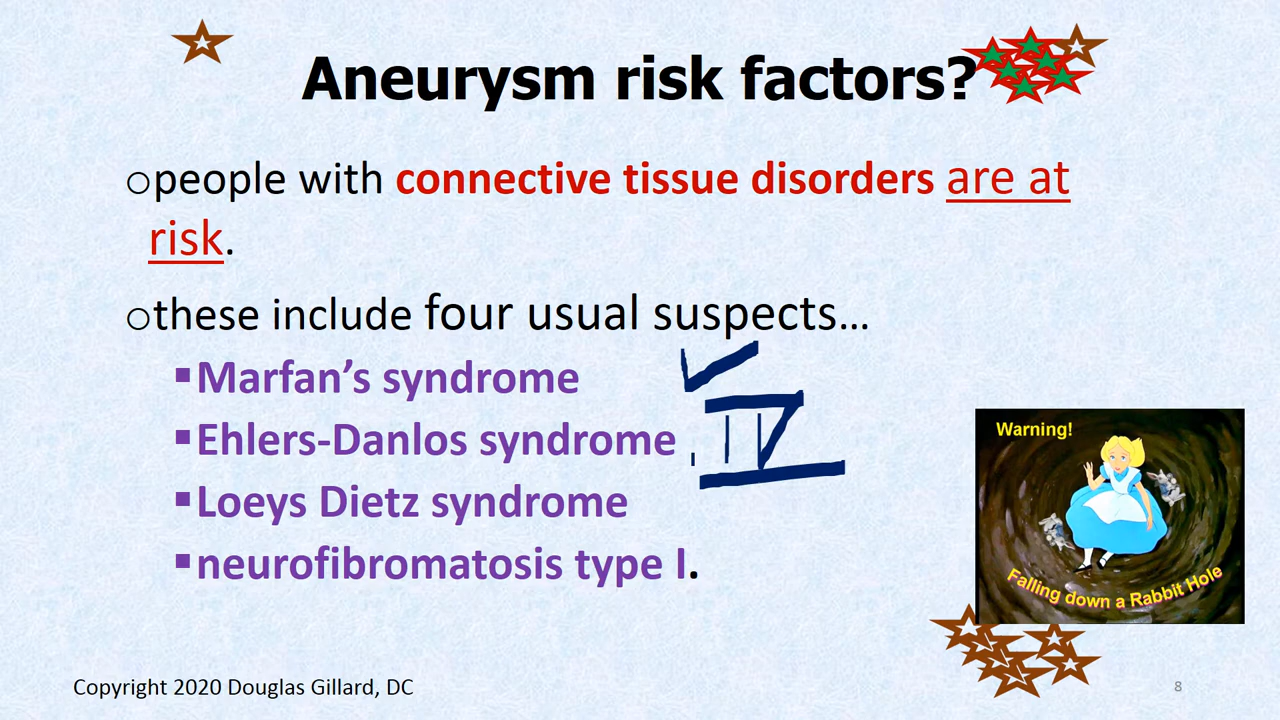 Aneurysm risk factors?
○people with connective tissue disorders are at
risk.
○these include four usual suspects…
▪Marfan’s syndrome
▪Ehlers-Danlos syndrome IV
▪Loeys Dietz syndrome
▪neurofibromatosis type I.
Warning!
Falling down a Rabbit Hole
Copyright 2020 Douglas Gillard, DC
8